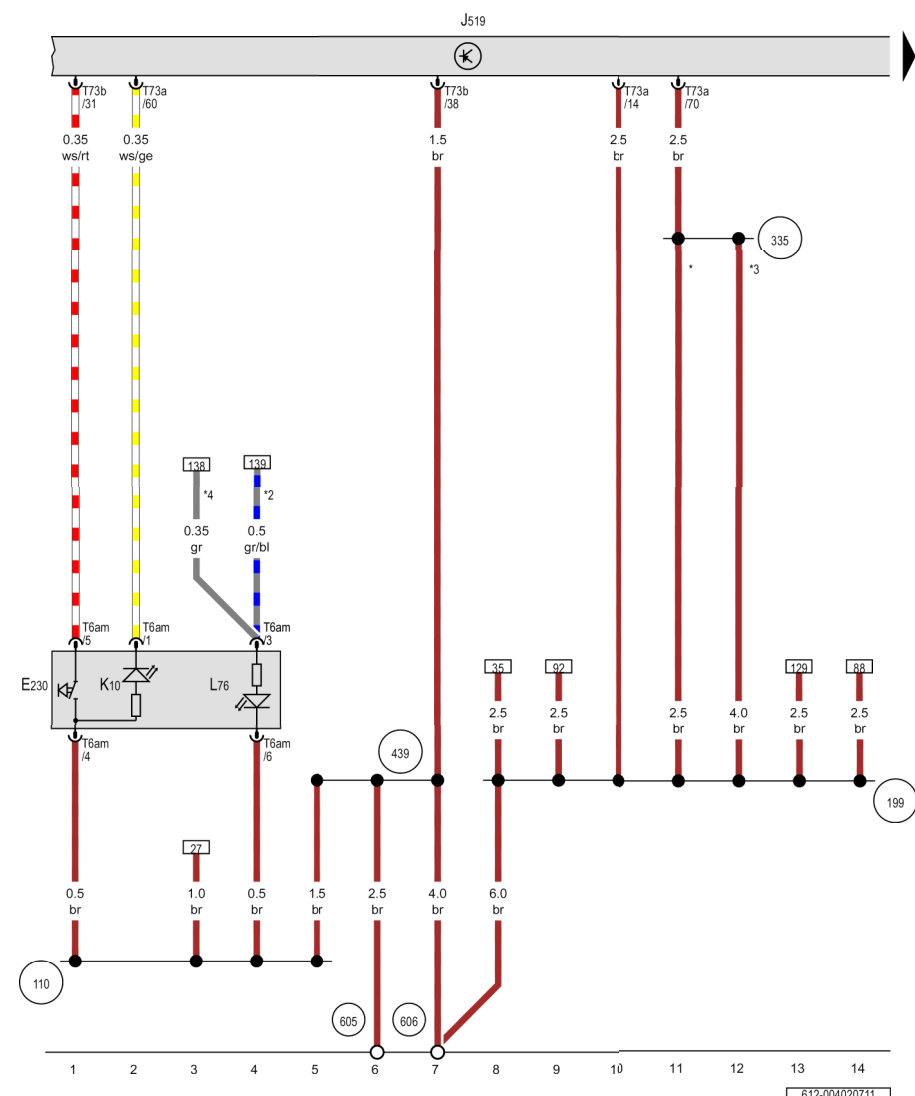 J519
T73b /31
T73a /60
T73b /38
T73a /14
T73a /70
0.35 ws/rt
0.35 ws/ge
1.5 br
2.5 br
2.5 br
335
*
*3
138
139
*4
*2
0.35 gr
0.5 gr/bl
T6am /5
T6am /1
T6am /3
E230
K10
L76
35
92
129
88
2.5 br
2.5 br
2.5 br
4.0 br
2.5 br
2.5 br
T6am /4
T6am /6
439
199
27
0.5 br
1.0 br
0.5 br
1.5 br
2.5 br
4.0 br
6.0 br
110
605
606
1 2 3 4 5 6 7 8 9 10 11 12 13 14
612-004020711